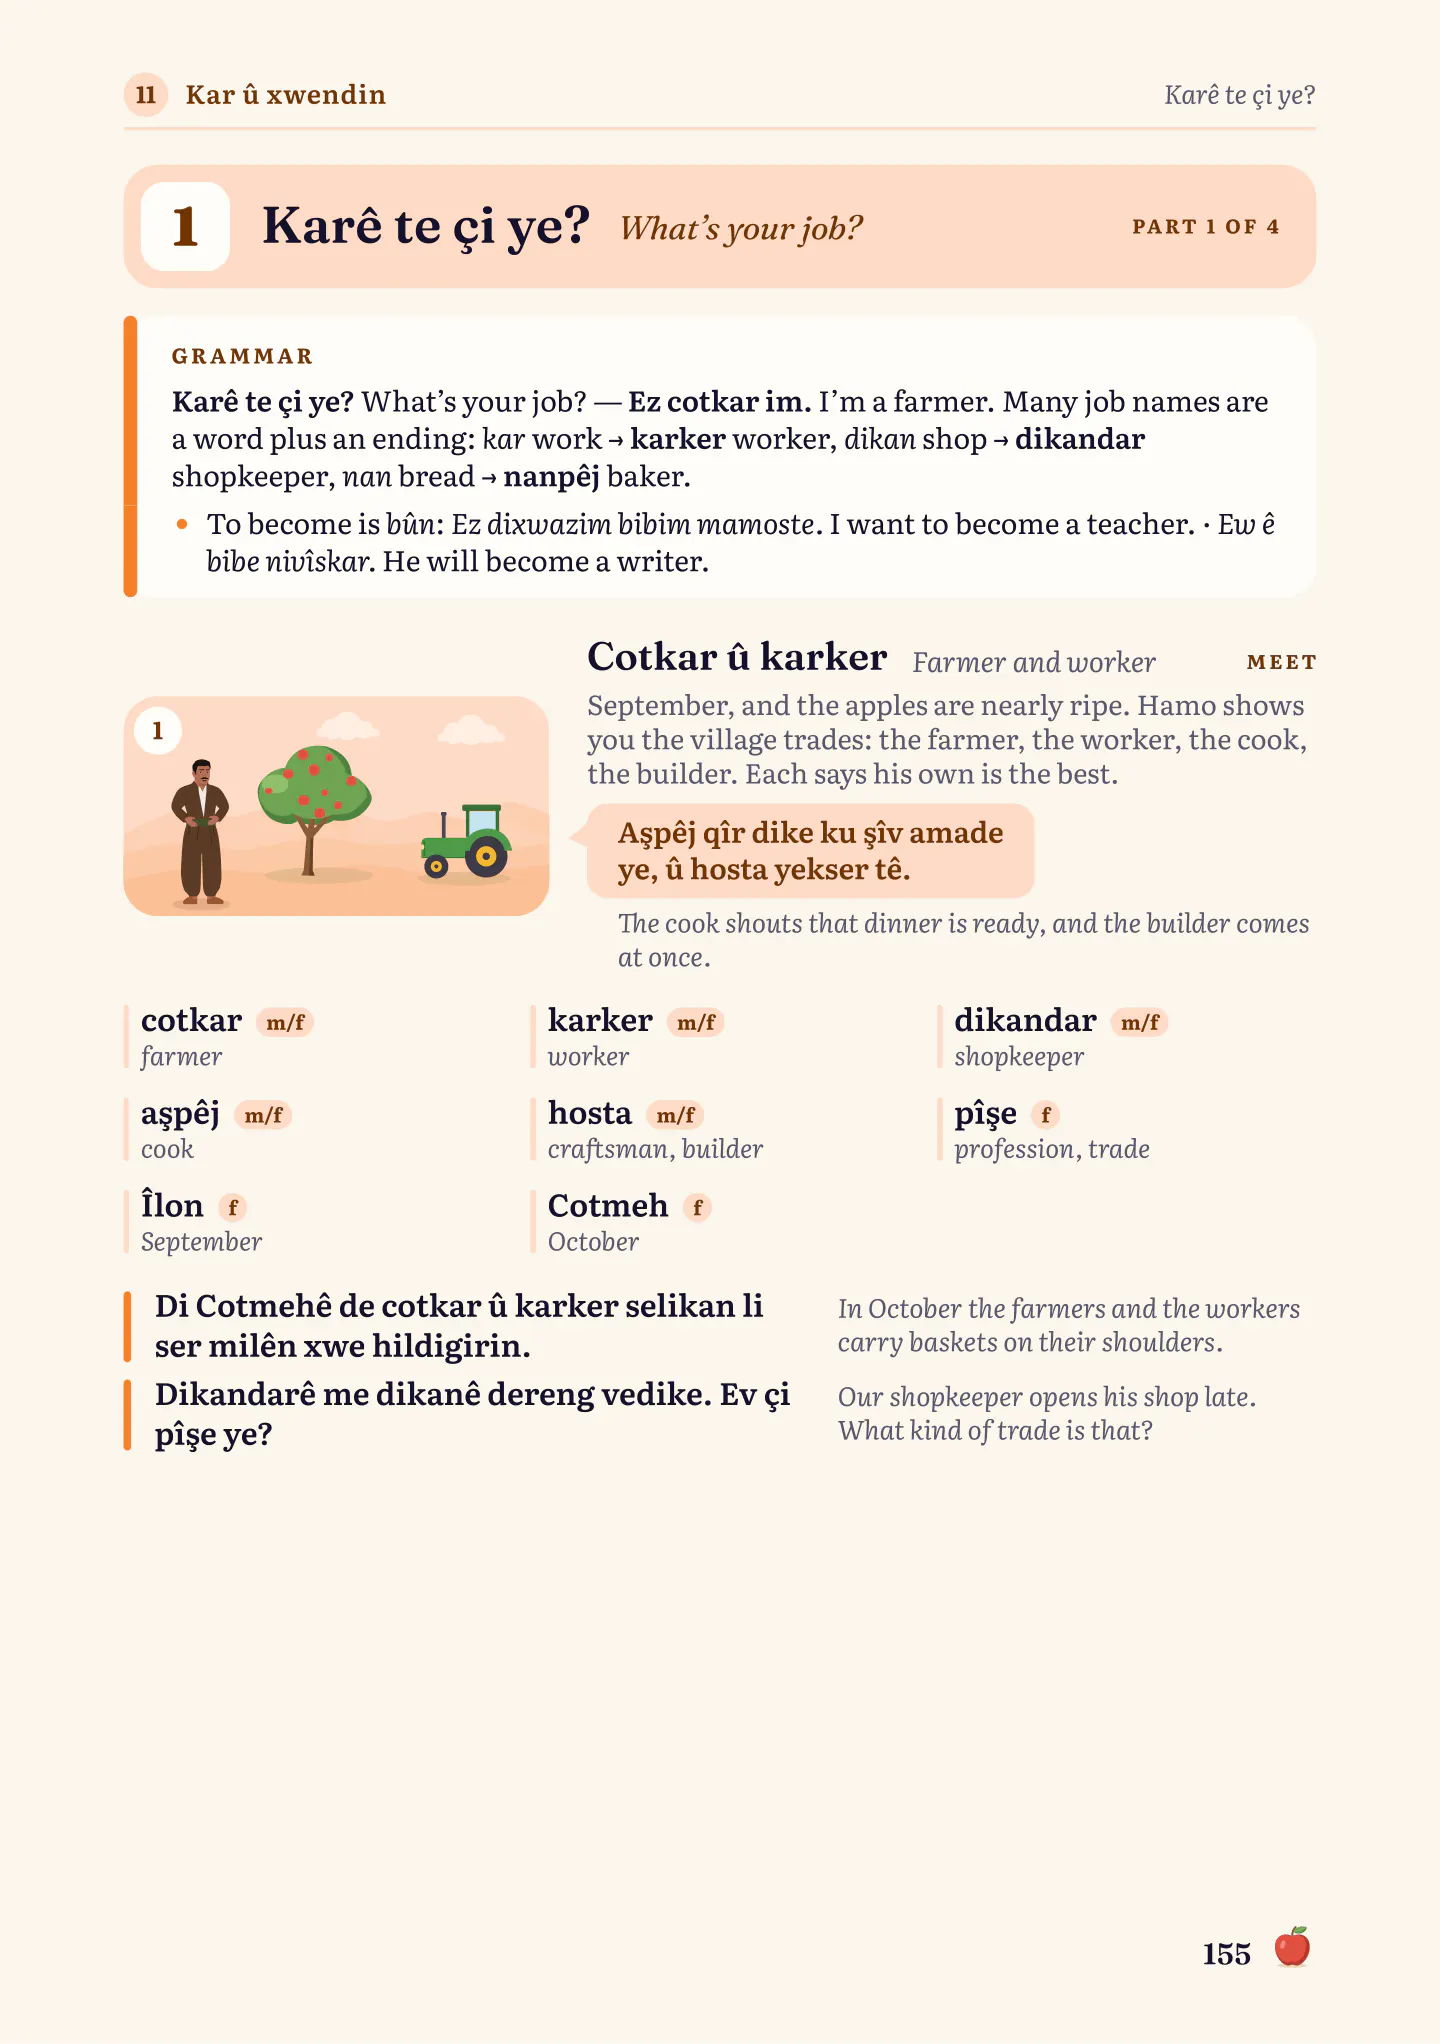 11 Kar û xwendin
Karê te çi ye?
1 Karê te çi ye? What’s your job? PART 1 OF 4
GRAMMAR
Karê te çi ye? What’s your job? — Ez cotkar im. I’m a farmer. Many job names are
a word plus an ending: kar work → karker worker, dikan shop → dikandar
shopkeeper, nan bread → nanpêj baker.
• To become is bûn: Ez dixwazim bibim mamoste. I want to become a teacher. · Ew ê
bibe nivîskar. He will become a writer.
Cotkar û karker Farmer and worker MEET
1
September, and the apples are nearly ripe. Hamo shows
you the village trades: the farmer, the worker, the cook,
the builder. Each says his own is the best.
Aşpêj qîr dike ku şîv amade
ye, û hosta yekser tê.
The cook shouts that dinner is ready, and the builder comes
at once.
cotkar m/f
farmer
karker m/f
worker
dikandar m/f
shopkeeper
aşpêj m/f
cook
hosta m/f
craftsman, builder
pîşe f
profession, trade
Îlon f
September
Cotmeh f
October
Di Cotmehê de cotkar û karker selikan li
ser milên xwe hildigirin.
In October the farmers and the workers
carry baskets on their shoulders.
Dikandarê me dikanê dereng vedike. Ev çi
pîşe ye?
Our shopkeeper opens his shop late.
What kind of trade is that?
155